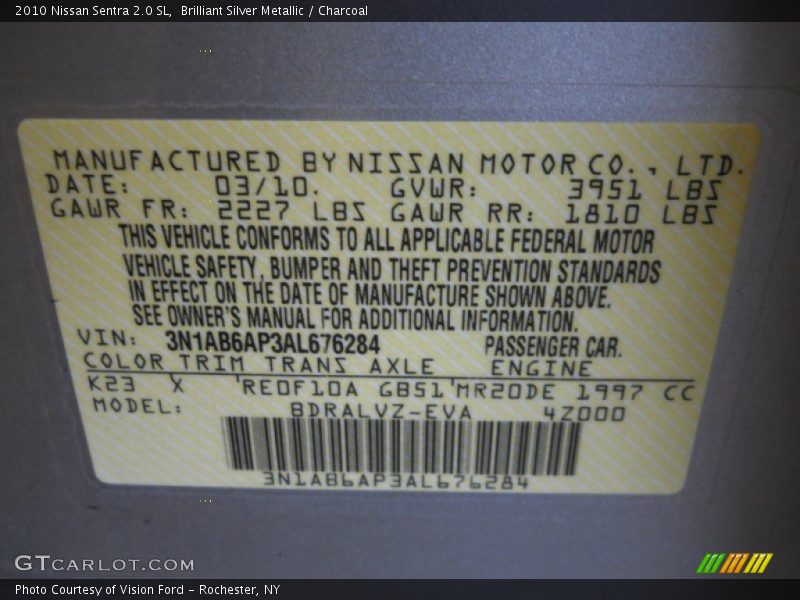 2010 Nissan Sentra 2.0 SL,  Brilliant Silver Metallic / Charcoal
MANUFACTURED BY NISSAN MOTOR CO., LTD.
DATE: 03/10. GVWR: 3951 LBS
GAWR FR: 2227 LBS GAWR RR: 1810 LBS
THIS VEHICLE CONFORMS TO ALL APPLICABLE FEDERAL MOTOR
VEHICLE SAFETY, BUMPER AND THEFT PREVENTION STANDARDS
IN EFFECT ON THE DATE OF MANUFACTURE SHOWN ABOVE.
SEE OWNER'S MANUAL FOR ADDITIONAL INFORMATION.
VIN: 3N1AB6AP3AL676284 PASSENGER CAR.
COLOR TRIM TRANS AXLE ENGINE
K23 X 'RE0F10A GB51'MR20DE 1997 CC
MODEL: BDRALVZ-EVA 4Z000
3N1AB6AP3AL676284
GTCARLOT.COM
Photo Courtesy of Vision Ford - Rochester, NY